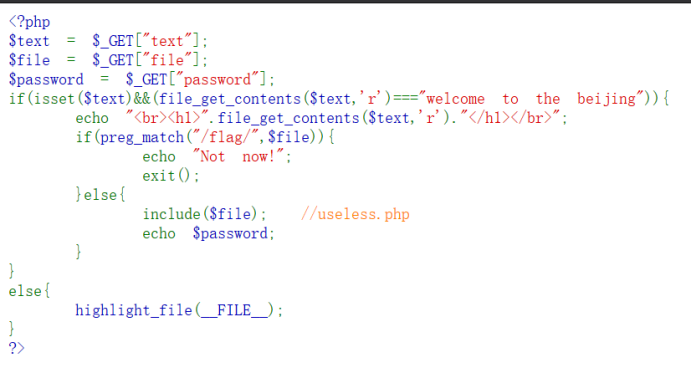 <?php
$text = $_GET["text"];
$file = $_GET["file"];
$password = $_GET["password"];
if(isset($text)&&(file_get_contents($text,'r')==="welcome to the beijing")){
echo "<br><h1>".file_get_contents($text,'r')."</h1></br>";
if(preg_match("/flag/",$file)){
echo "Not now!";
exit();
}else{
include($file); //useless.php
echo $password;
}
}
else{
highlight_file(__FILE__);
}
?>